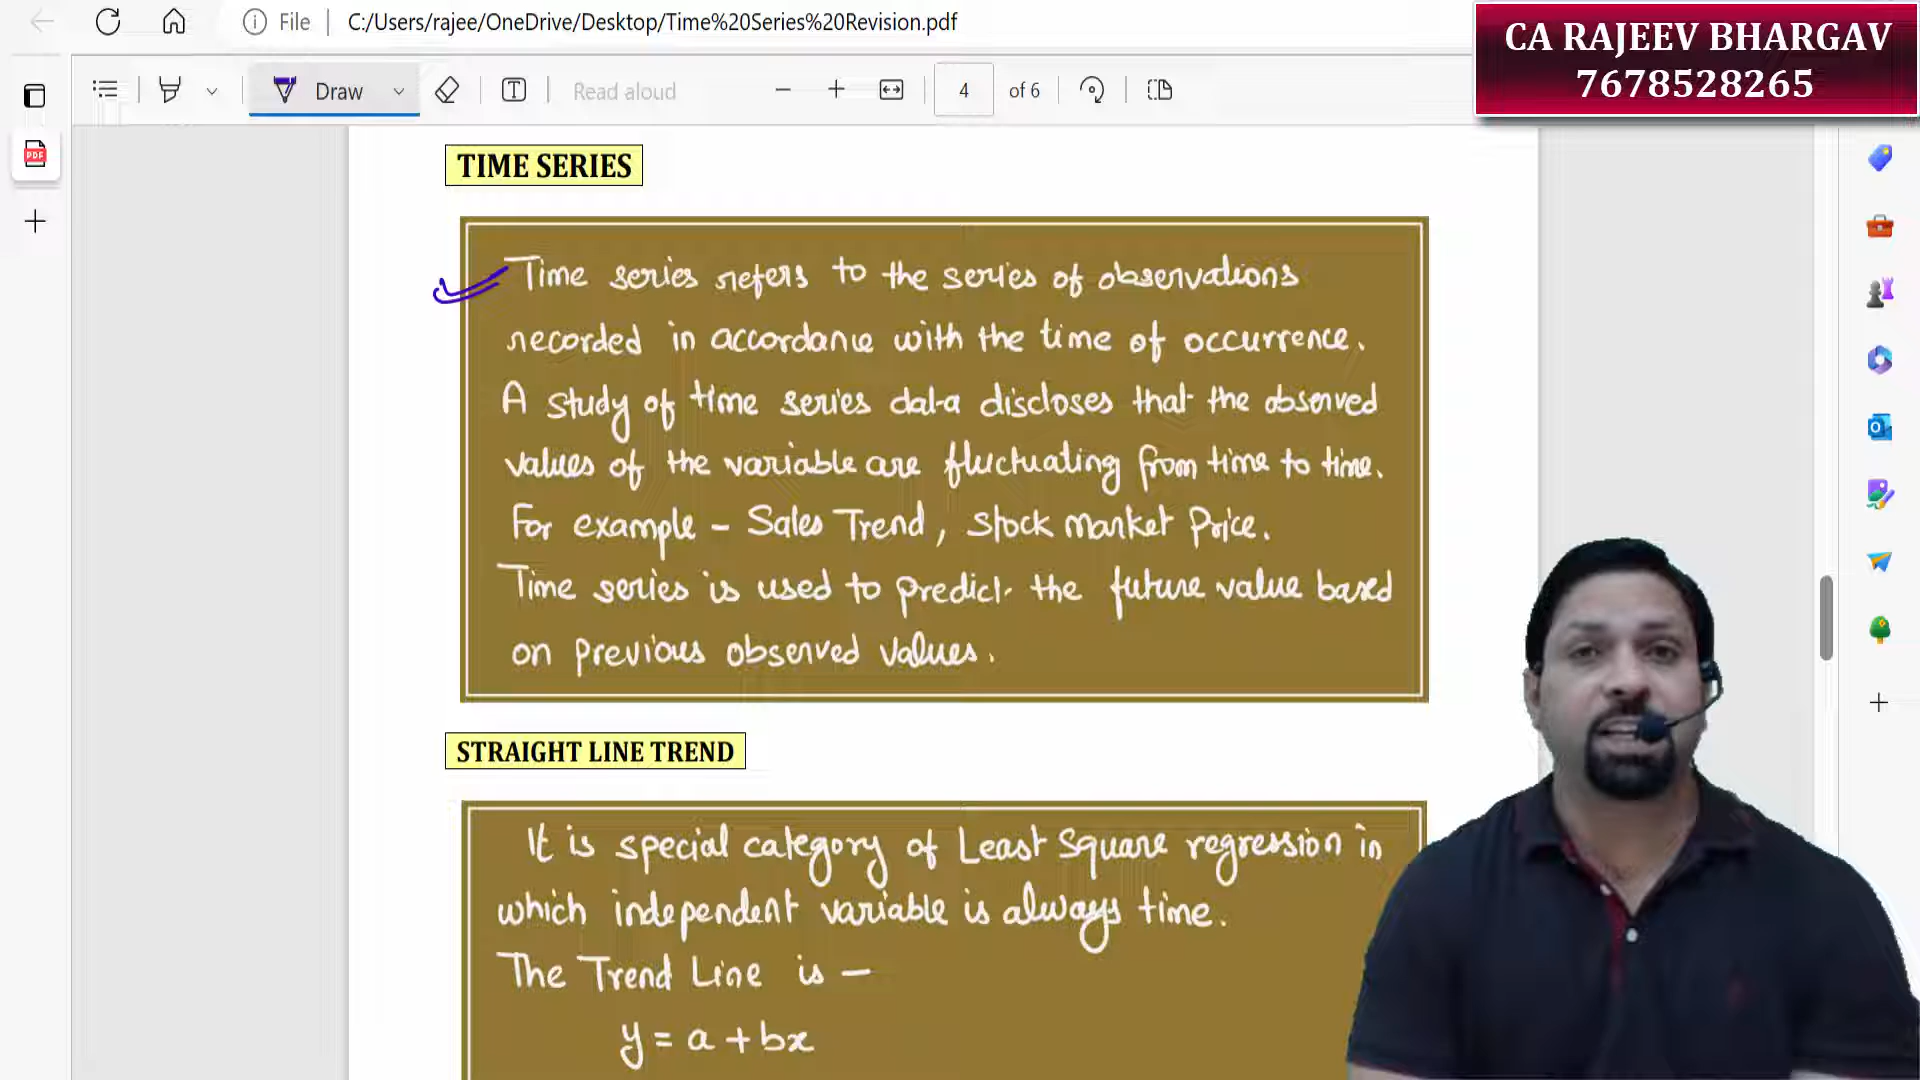 File
C:/Users/rajee/OneDrive/Desktop/Time%20Series%20Revision.pdf
CA RAJEEV BHARGAV
7678528265
Draw
Read aloud
4 of 6
PDF
TIME SERIES
Time series refers to the series of observations
recorded in accordance with the time of occurrence.
A study of time series data discloses that the observed
values of the variable are fluctuating from time to time.
For example - Sales Trend, Stock Market Price.
Time series is used to predict the future value based
on previous observed values.
STRAIGHT LINE TREND
It is special category of Least Square regression in
which independent variable is always time.
The Trend Line is -
y = a + bx